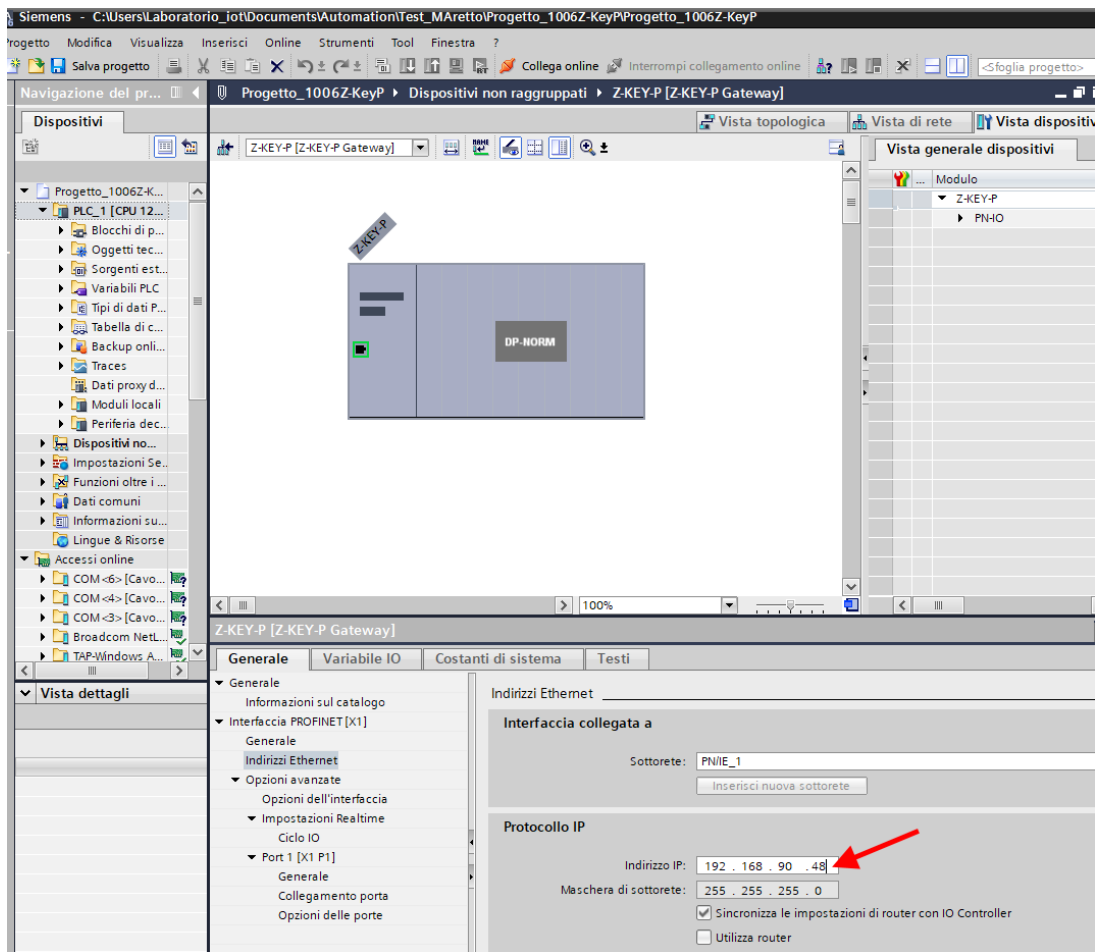 Siemens - C:\Users\Laboratorio_iot\Documents\Automation\Test_MAretto\Progetto_1006Z-KeyP\Progetto_1006Z-KeyP
Progetto Modifica Visualizza Inserisci Online Strumenti Tool Finestra ?
Salva progetto Collega online Interrompi collegamento online <Sfoglia progetto>
Navigazione del pr...
Progetto_1006Z-KeyP Dispositivi non raggruppati Z-KEY-P [Z-KEY-P Gateway]
Dispositivi
Vista topologica Vista di rete Vista dispositiv
Z-KEY-P [Z-KEY-P Gateway]
Vista generale dispositivi
... Modulo
Z-KEY-P
PN-IO
Progetto_1006Z-K...
PLC_1 [CPU 12...
Blocchi di p...
Oggetti tec...
Sorgenti est...
Variabili PLC
Tipi di dati P...
Tabella di c...
Backup onli...
Traces
Dati proxy d...
Moduli locali
Periferia dec...
Dispositivi no...
Impostazioni Se..
Funzioni oltre i ...
Dati comuni
Informazioni su...
Lingue & Risorse
Accessi online
COM <6> [Cavo...
COM <4> [Cavo...
COM <3> [Cavo...
Broadcom NetL...
TAP-Windows A...
Z-KEY-P
DP-NORM
100%
Vista dettagli
Z-KEY-P [Z-KEY-P Gateway]
Generale Variabile IO Costanti di sistema Testi
Generale
Informazioni sul catalogo
Interfaccia PROFINET [X1]
Generale
Indirizzi Ethernet
Opzioni avanzate
Opzioni dell'interfaccia
Impostazioni Realtime
Ciclo IO
Port 1 [X1 P1]
Generale
Collegamento porta
Opzioni delle porte
Indirizzi Ethernet
Interfaccia collegata a
Sottorete: PN/IE_1
Inserisci nuova sottorete
Protocollo IP
Indirizzo IP: 192 . 168 . 90 . 48
Maschera di sottorete: 255 . 255 . 255 . 0
Sincronizza le impostazioni di router con IO Controller
Utilizza router